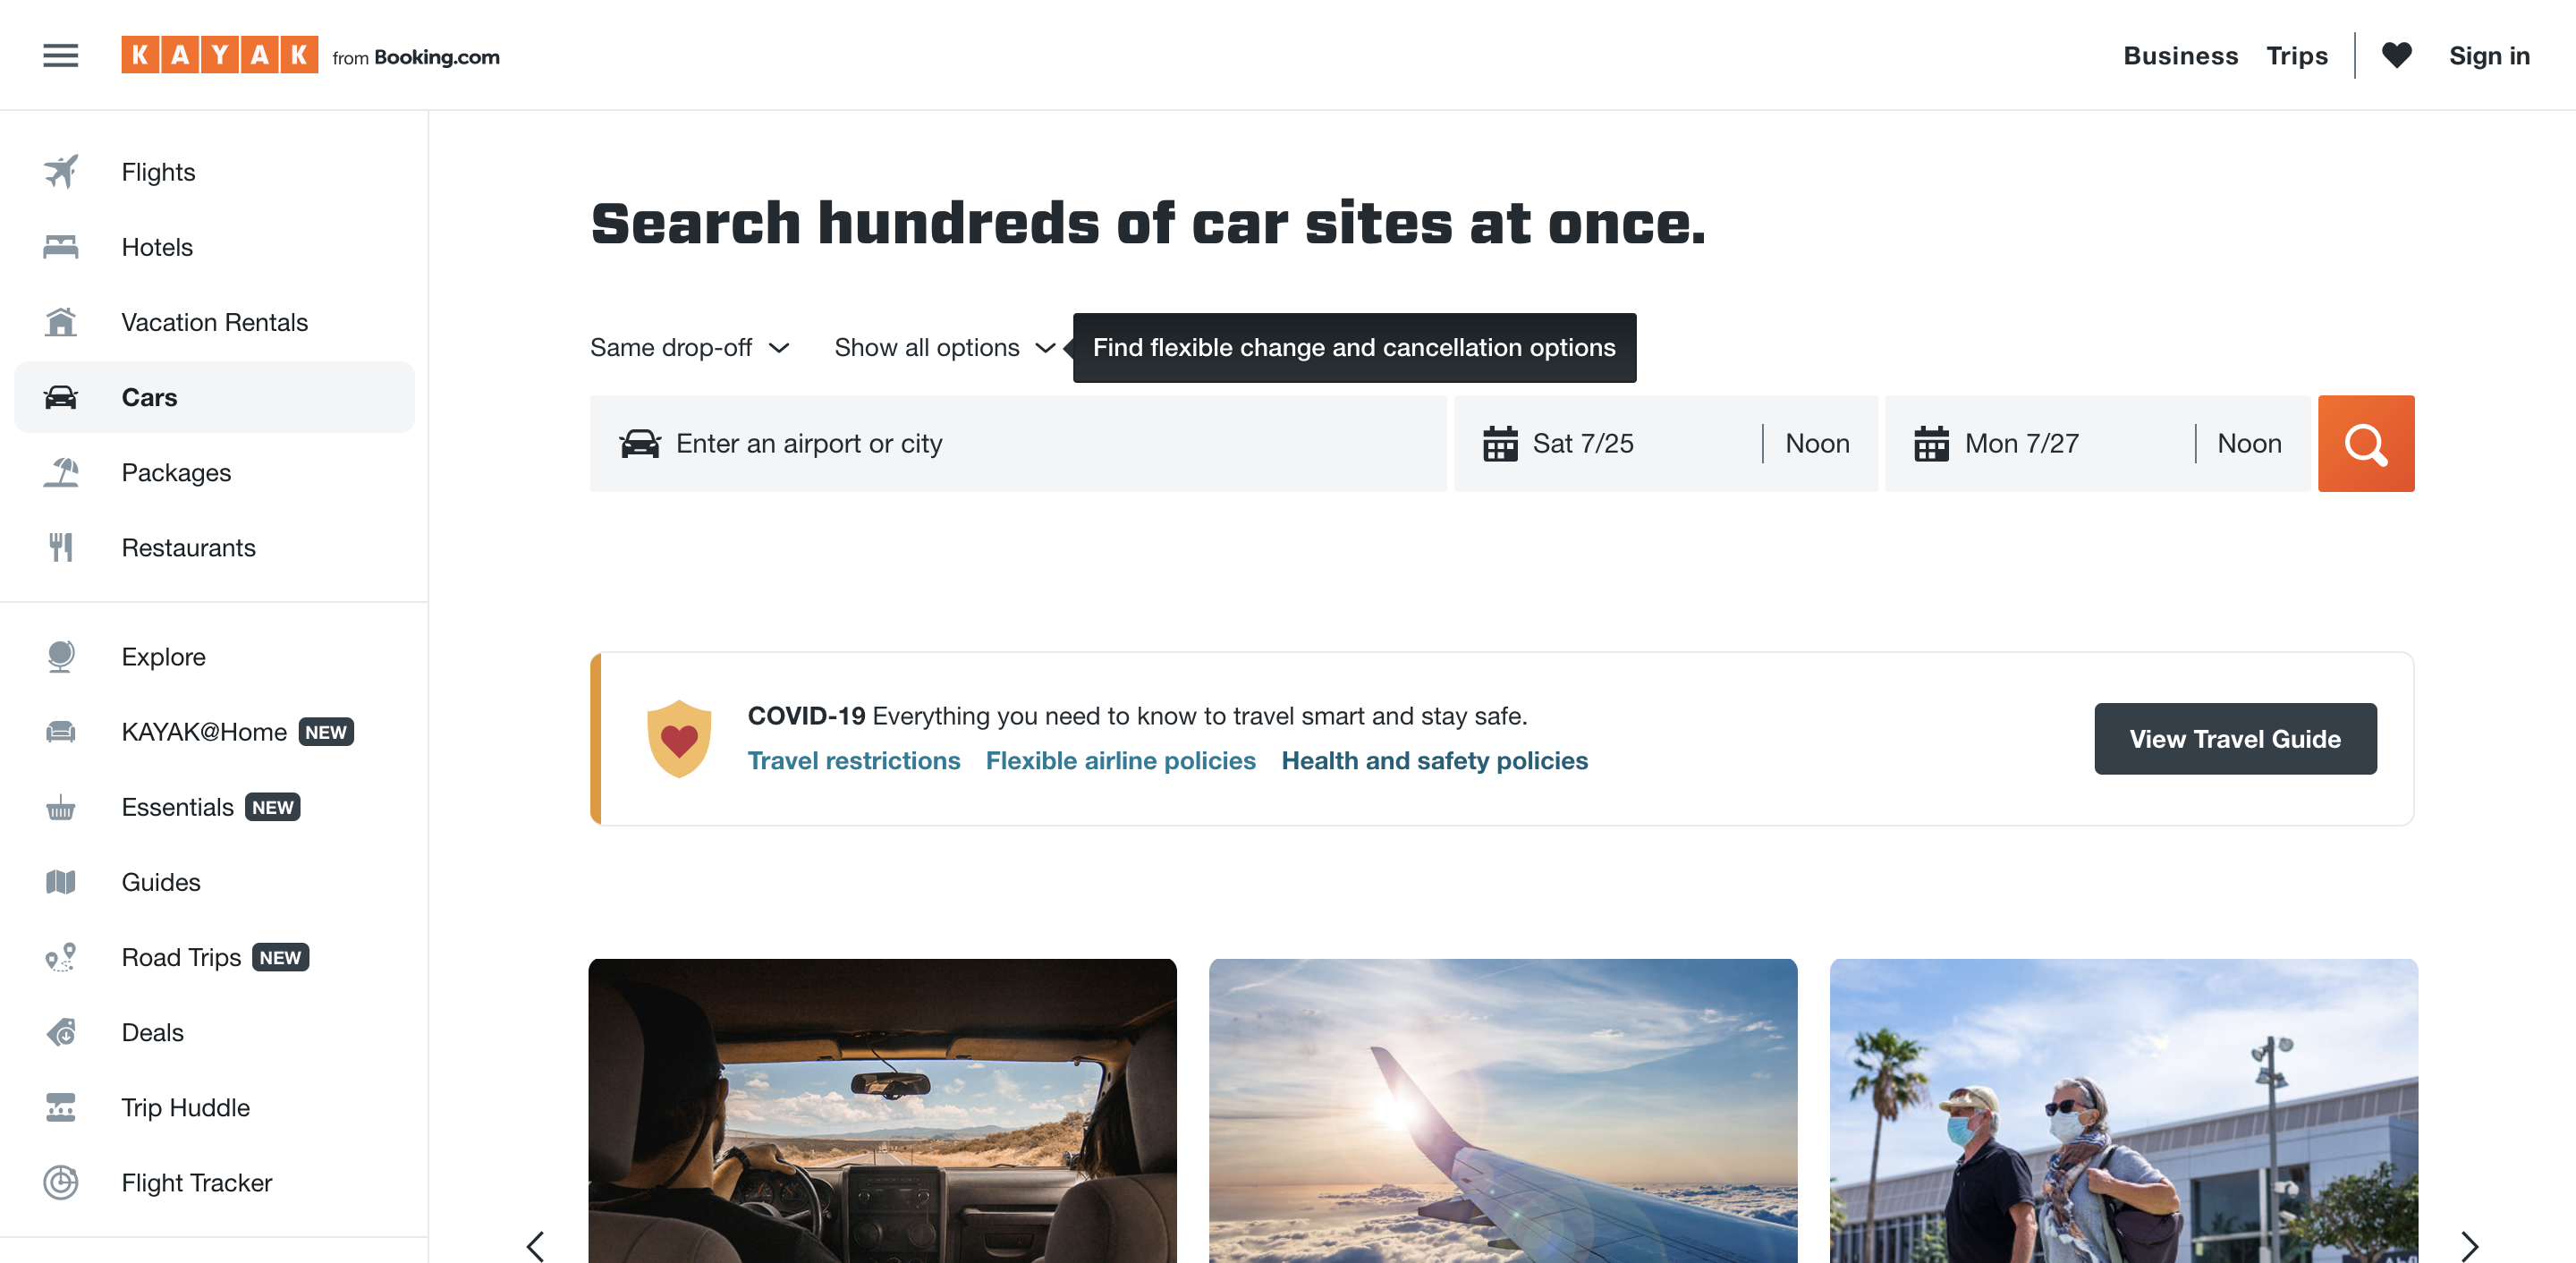 KAYAK from Booking.com
Business Trips Sign in
Flights
Hotels
Vacation Rentals
Cars
Packages
Restaurants
Explore
KAYAK@Home NEW
Essentials NEW
Guides
Road Trips NEW
Deals
Trip Huddle
Flight Tracker
Search hundreds of car sites at once.
Same drop-off Show all options Find flexible change and cancellation options
Enter an airport or city Sat 7/25 Noon Mon 7/27 Noon
COVID-19 Everything you need to know to travel smart and stay safe.
Travel restrictions Flexible airline policies Health and safety policies
View Travel Guide